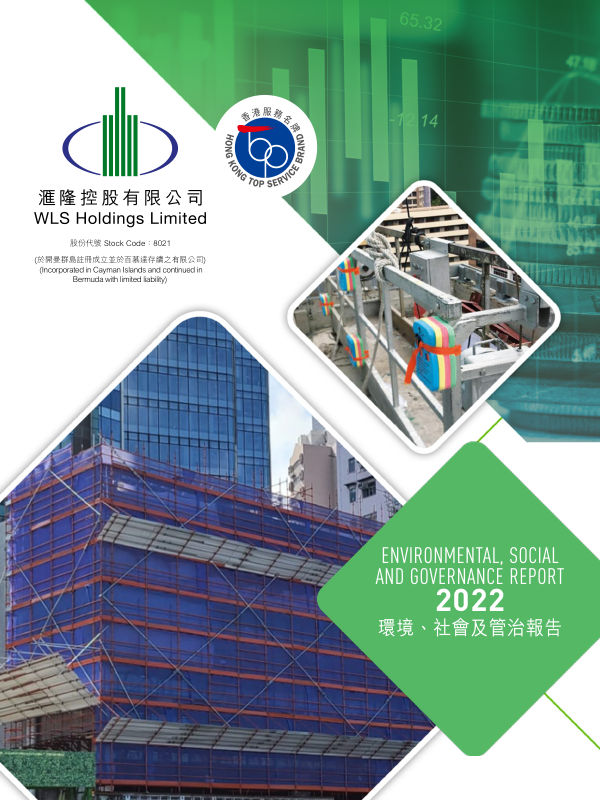 65.32
47.59
-12.14
香港服務名牌
HONG KONG TOP SERVICE BRAND
滙隆控股有限公司
WLS Holdings Limited
股份代號 Stock Code：8021
(於開曼群島註冊成立並於百慕達存續之有限公司)
(Incorporated in Cayman Islands and continued in
Bermuda with limited liability)
ENVIRONMENTAL, SOCIAL
AND GOVERNANCE REPORT
2022
環境、社會及管治報告